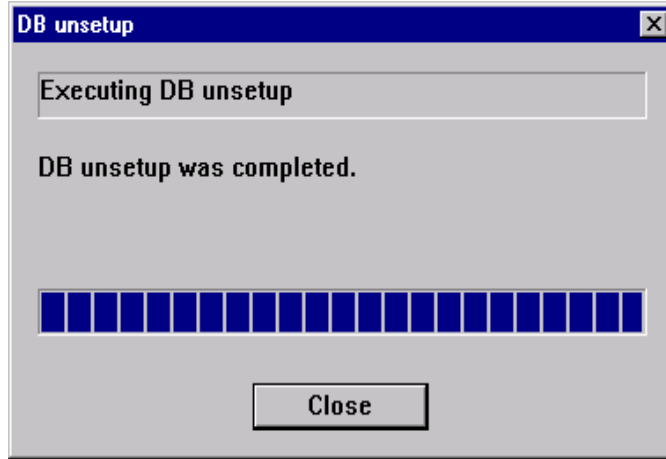 DB unsetup
Executing DB unsetup
DB unsetup was completed.
Close